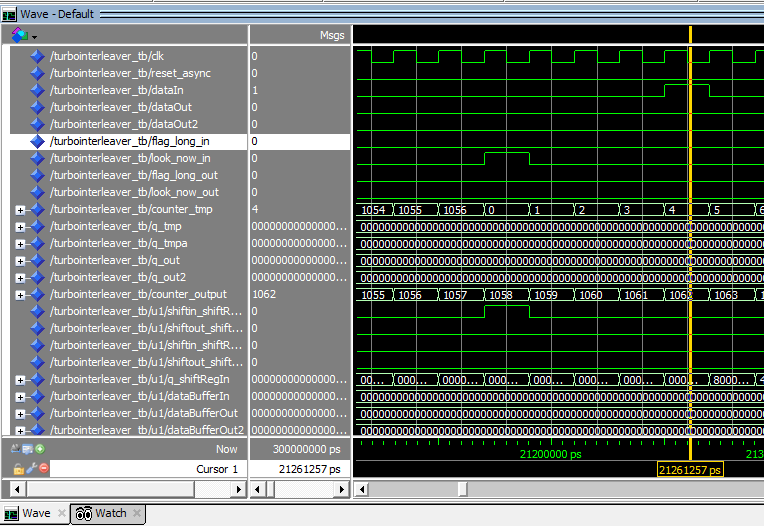 Wave - Default
Msgs
/turbointerleaver_tb/clk 0
/turbointerleaver_tb/reset_async 0
/turbointerleaver_tb/dataIn 1
/turbointerleaver_tb/dataOut 0
/turbointerleaver_tb/dataOut2 0
/turbointerleaver_tb/flag_long_in 0
/turbointerleaver_tb/look_now_in 0
/turbointerleaver_tb/flag_long_out 0
/turbointerleaver_tb/look_now_out 0
/turbointerleaver_tb/counter_tmp 4 1054 1055 1056 0 1 2 3 4 5 6
/turbointerleaver_tb/q_tmp 00000000000000...
/turbointerleaver_tb/q_tmpa 00000000000000...
/turbointerleaver_tb/q_out 00000000000000...
/turbointerleaver_tb/q_out2 00000000000000...
/turbointerleaver_tb/counter_output 1062 1055 1056 1057 1058 1059 1060 1061 1062 1063 1
/turbointerleaver_tb/u1/shiftin_shiftR... 0
/turbointerleaver_tb/u1/shiftout_shift... 0
/turbointerleaver_tb/u1/shiftin_shiftR... 0
/turbointerleaver_tb/u1/shiftout_shift... 0
/turbointerleaver_tb/u1/q_shiftRegIn 00000000000000... 00... 000... 0000... 000... 000... 000... 000... 000... 8000... 4
/turbointerleaver_tb/u1/dataBufferIn 00000000000000...
/turbointerleaver_tb/u1/dataBufferOut 00000000000000...
/turbointerleaver_tb/u1/dataBufferOut2 00000000000000...
Now 300000000 ps 21200000 ps 213
Cursor 1 21261257 ps 21261257 ps
Wave Watch